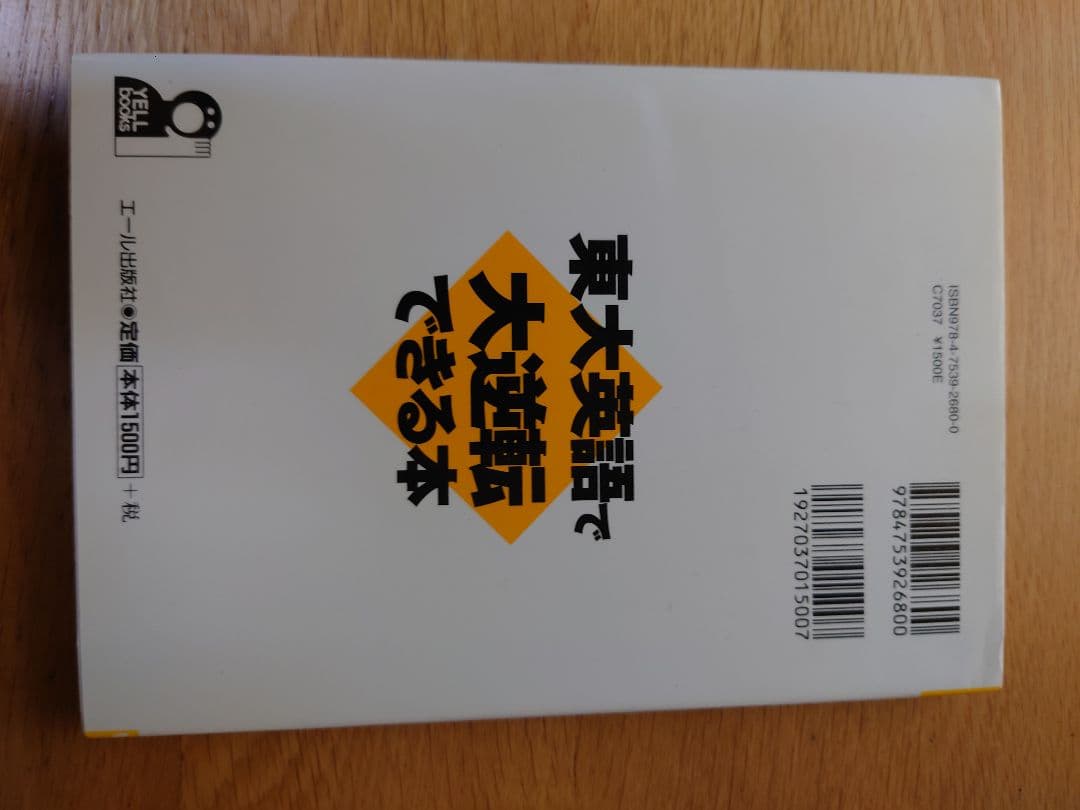 ISBN978-4-7539-2680-0
C7037 ¥1500E
9784753926800
1927037015007
東大英語で
大逆転
できる本
YELL
books
エール出版社◉定価 本体1500円 +税